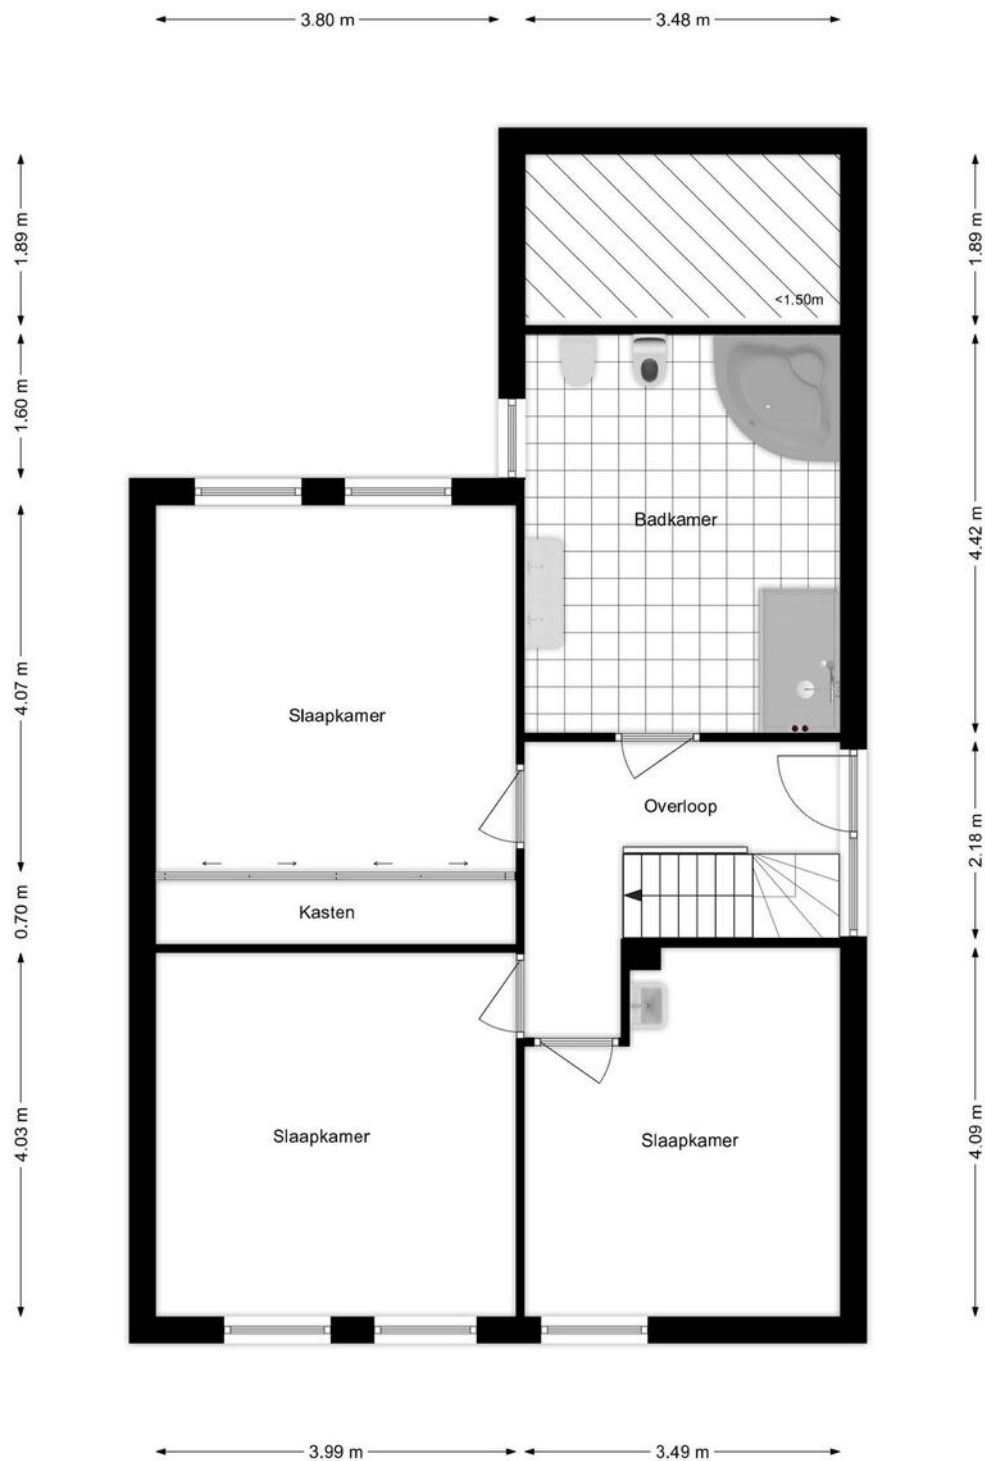 3.80 m
3.48 m
1.89 m
1.89 m
<1.50m
1.60 m
4.42 m
Badkamer
4.07 m
Slaapkamer
Overloop
2.18 m
0.70 m
Kasten
4.03 m
4.09 m
Slaapkamer
Slaapkamer
3.99 m
3.49 m